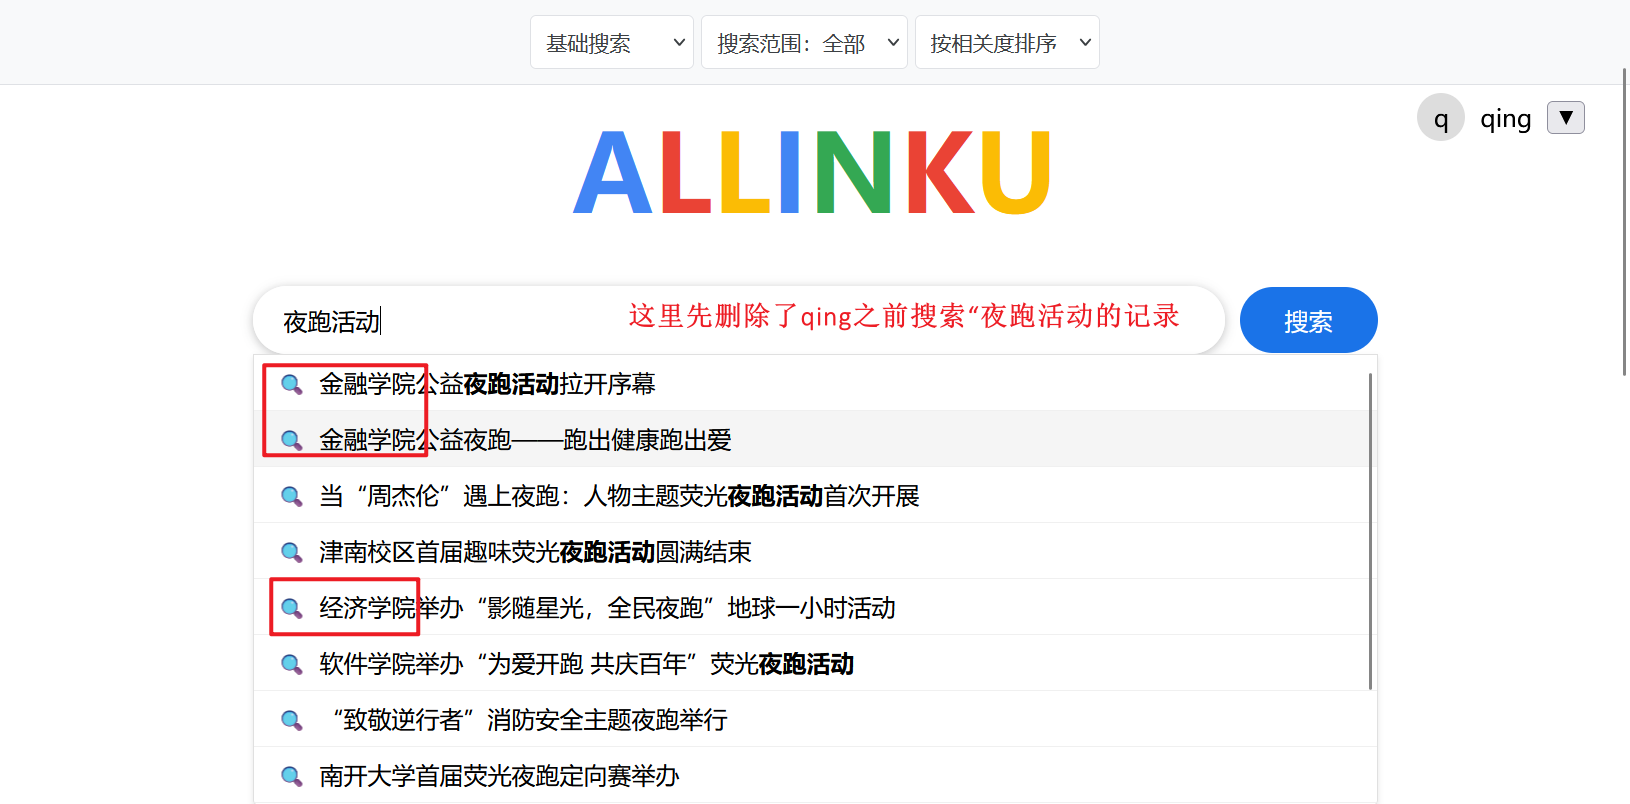 基础搜索 搜索范围：全部 按相关度排序
q qing ▼
ALLINKU
夜跑活动 这里先删除了qing之前搜索“夜跑活动的记录 搜索
金融学院公益夜跑活动拉开序幕
金融学院公益夜跑——跑出健康跑出爱
当“周杰伦”遇上夜跑：人物主题荧光夜跑活动首次开展
津南校区首届趣味荧光夜跑活动圆满结束
经济学院举办“影随星光，全民夜跑”地球一小时活动
软件学院举办“为爱开跑 共庆百年”荧光夜跑活动
“致敬逆行者”消防安全主题夜跑举行
南开大学首届荧光夜跑定向赛举办